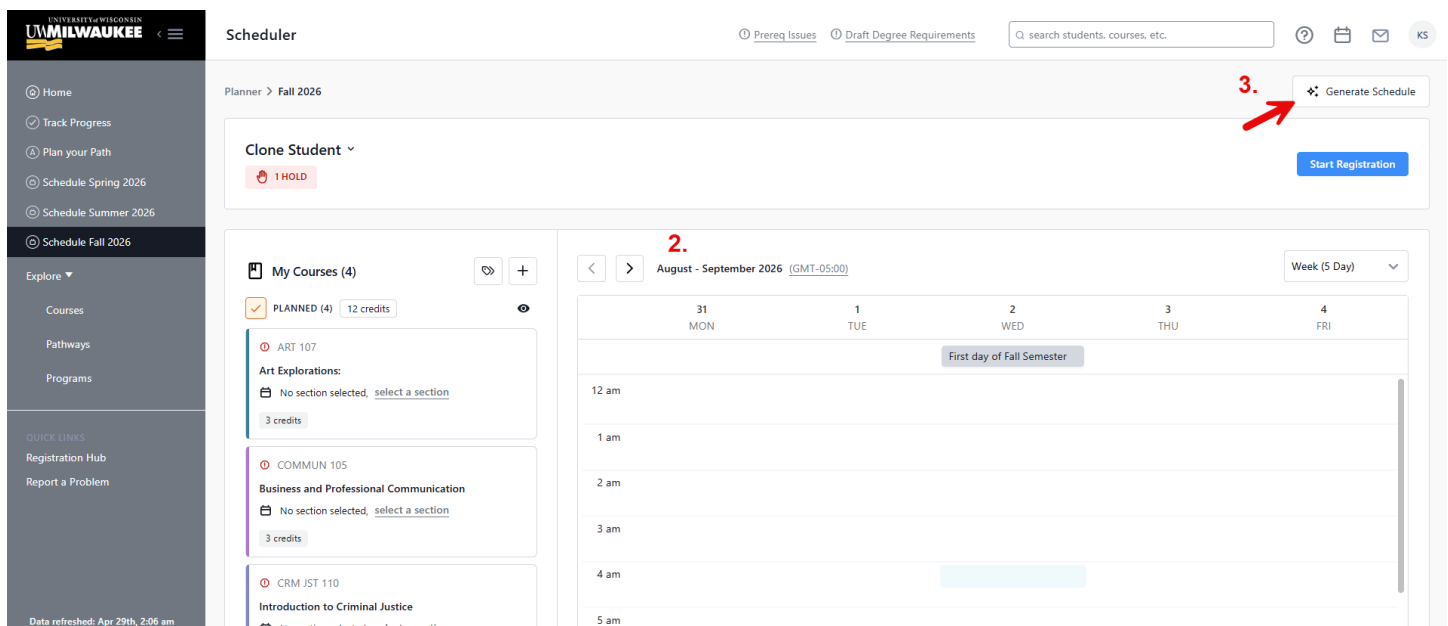 UNIVERSITY of WISCONSIN
UWMILWAUKEE
Scheduler
Prereq Issues
Draft Degree Requirements
search students, courses, etc.
KS
Home
Track Progress
Plan your Path
Schedule Spring 2026
Schedule Summer 2026
Schedule Fall 2026
Explore
Courses
Pathways
Programs
QUICK LINKS
Registration Hub
Report a Problem
Data refreshed: Apr 29th, 2:06 am
Planner > Fall 2026
3.
Generate Schedule
Clone Student
1 HOLD
Start Registration
My Courses (4)
PLANNED (4) 12 credits
ART 107
Art Explorations:
No section selected, select a section
3 credits
COMMUN 105
Business and Professional Communication
No section selected, select a section
3 credits
CRM JST 110
Introduction to Criminal Justice
2.
August - September 2026 (GMT-05:00)
Week (5 Day)
31 1 2 3 4
MON TUE WED THU FRI
First day of Fall Semester
12 am
1 am
2 am
3 am
4 am
5 am